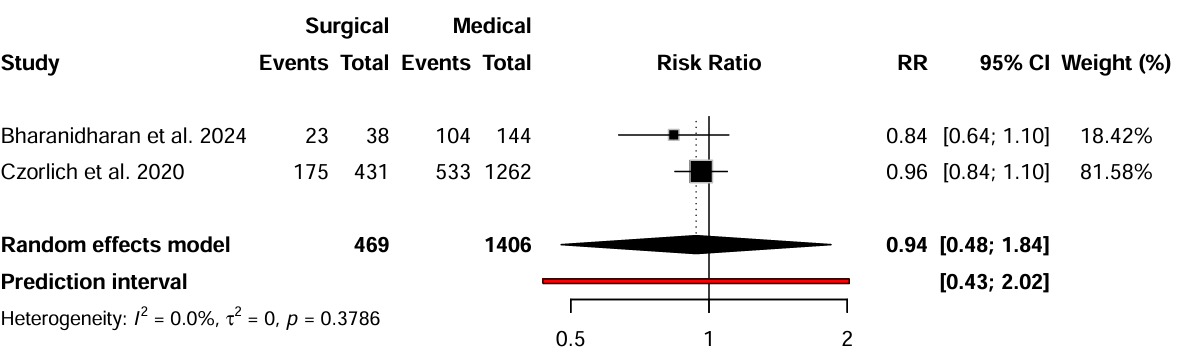 Surgical Medical
Study Events Total Events Total Risk Ratio RR 95% CI Weight (%)
Bharanidharan et al. 2024 23 38 104 144 0.84 [0.64; 1.10] 18.42%
Czorlich et al. 2020 175 431 533 1262 0.96 [0.84; 1.10] 81.58%
Random effects model 469 1406 0.94 [0.48; 1.84]
Prediction interval [0.43; 2.02]
Heterogeneity: I² = 0.0%, τ² = 0, p = 0.3786
0.5 1 2